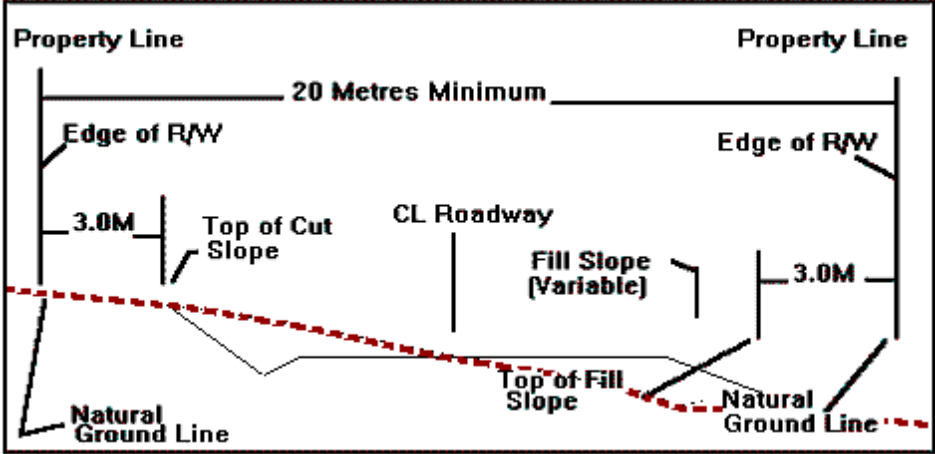 Property Line
Property Line
20 Metres Minimum
Edge of R/W
Edge of R/W
3.0M
Top of Cut
Slope
CL Roadway
Fill Slope
(Variable)
3.0M
Top of Fill
Slope
Natural
Ground Line
Natural
Ground Line